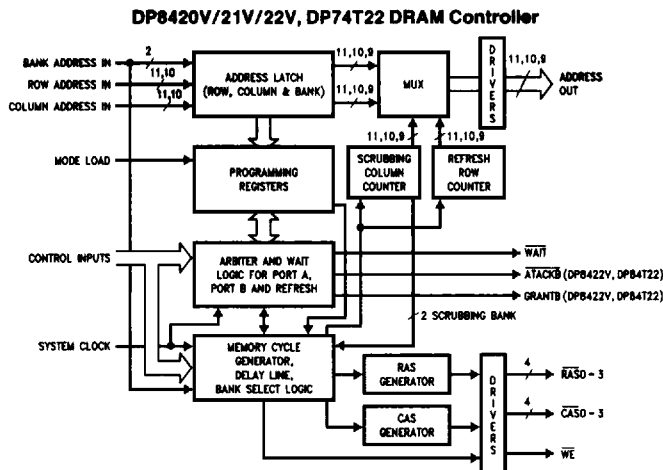 DP8420V/21V/22V, DP74T22 DRAM Controller
BANK ADDRESS IN
2
ROW ADDRESS IN
11,10
COLUMN ADDRESS IN
11,10
ADDRESS LATCH
(ROW, COLUMN & BANK)
11,10,9
11,10,9
MUX
DRIVERS
11,10,9
ADDRESS
OUT
11,10,9
11,10,9
MODE LOAD
PROGRAMMING
REGISTERS
SCRUBBING
COLUMN
COUNTER
REFRESH
ROW
COUNTER
CONTROL INPUTS
ARBITER AND WAIT
LOGIC FOR PORT A,
PORT B AND REFRESH
WAIT
ATACKB (DP8422V, DP84T22)
GRANTB (DP8422V, DP84T22)
2 SCRUBBING BANK
SYSTEM CLOCK
MEMORY CYCLE
GENERATOR,
DELAY LINE,
BANK SELECT LOGIC
RAS
GENERATOR
CAS
GENERATOR
DRIVERS
4
RAS0-3
4
CAS0-3
WE